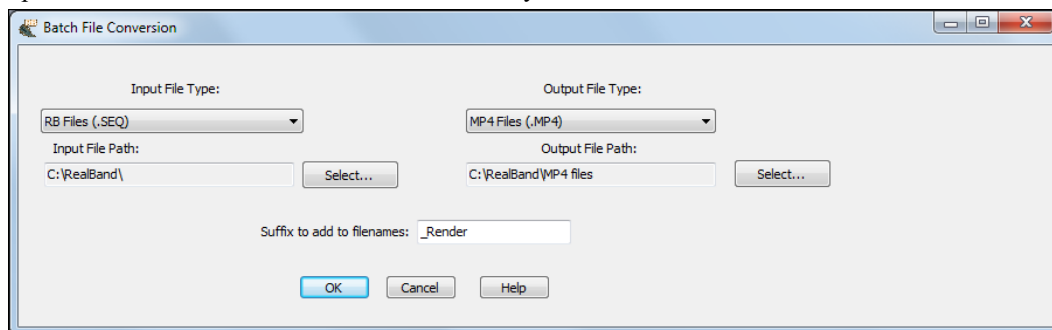 Batch File Conversion
Input File Type: Output File Type:
RB Files (.SEQ) MP4 Files (.MP4)
Input File Path: Output File Path:
C:\RealBand\ Select... C:\RealBand\MP4 files Select...
Suffix to add to filenames: _Render
OK Cancel Help